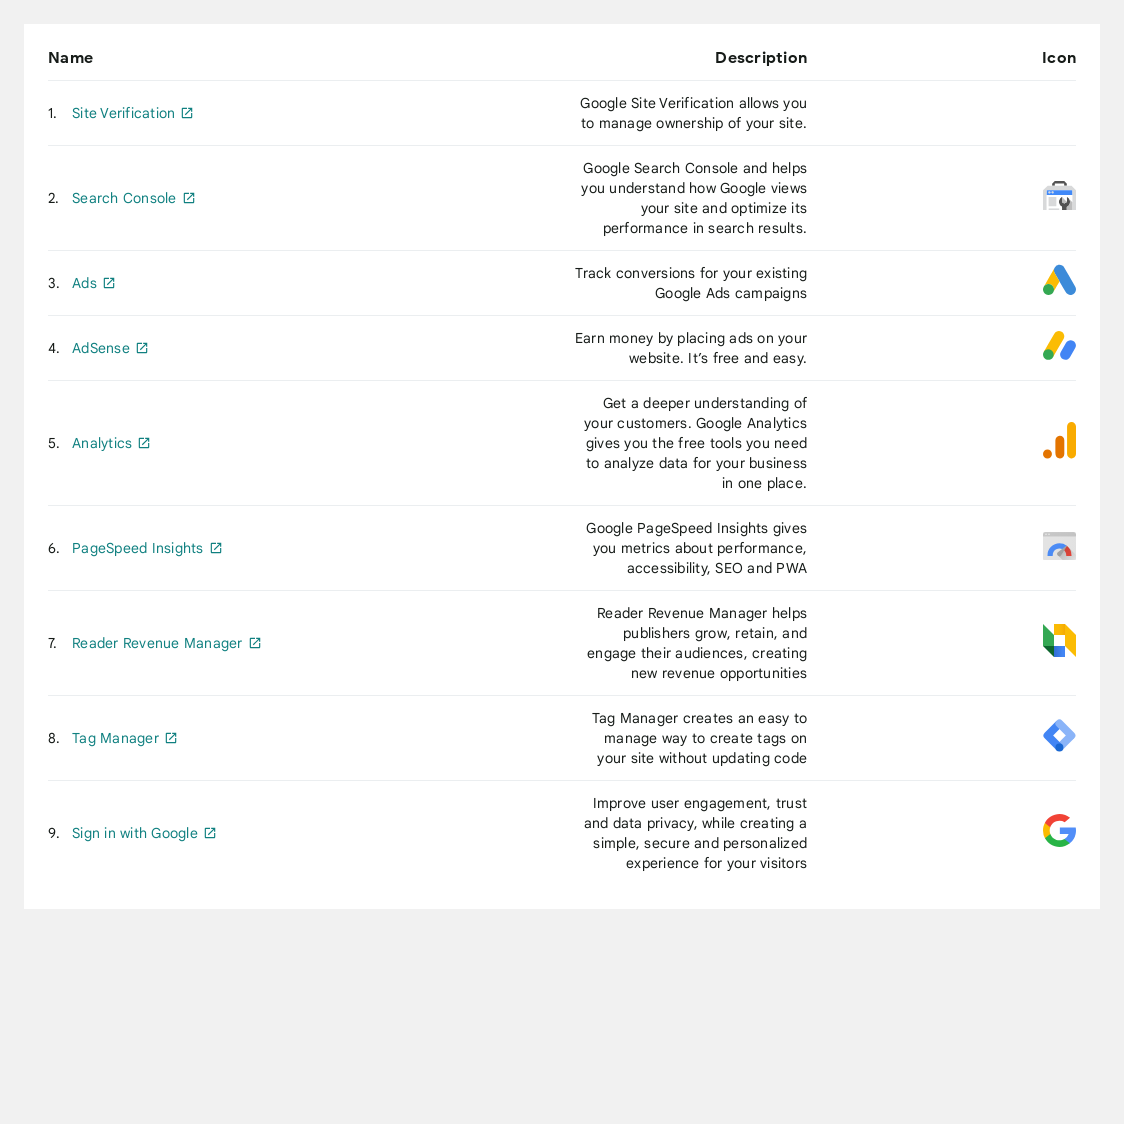 Name Description Icon
1. Site Verification Google Site Verification allows you
to manage ownership of your site.
2. Search Console Google Search Console and helps
you understand how Google views
your site and optimize its
performance in search results.
3. Ads Track conversions for your existing
Google Ads campaigns
4. AdSense Earn money by placing ads on your
website. It’s free and easy.
5. Analytics Get a deeper understanding of
your customers. Google Analytics
gives you the free tools you need
to analyze data for your business
in one place.
6. PageSpeed Insights Google PageSpeed Insights gives
you metrics about performance,
accessibility, SEO and PWA
7. Reader Revenue Manager Reader Revenue Manager helps
publishers grow, retain, and
engage their audiences, creating
new revenue opportunities
8. Tag Manager Tag Manager creates an easy to
manage way to create tags on
your site without updating code
9. Sign in with Google Improve user engagement, trust
and data privacy, while creating a
simple, secure and personalized
experience for your visitors